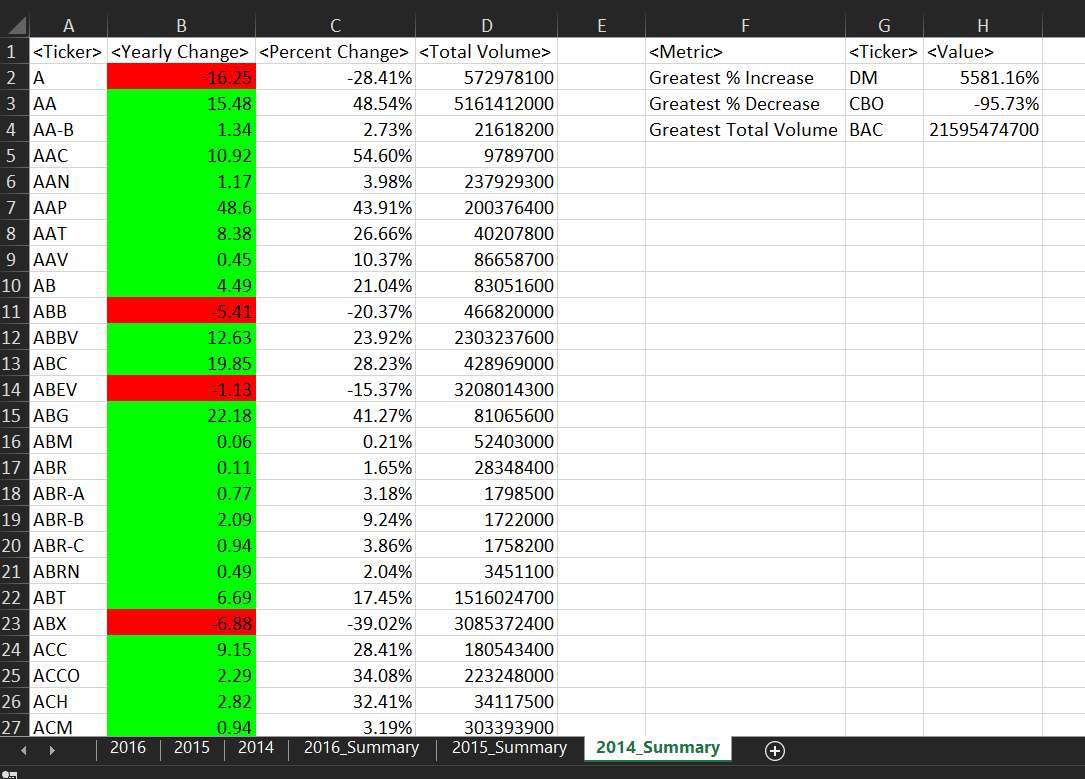 A B C D E F G H
1 <Ticker> <Yearly Change> <Percent Change> <Total Volume> <Metric> <Ticker> <Value>
2 A -16.25 -28.41% 572978100 Greatest % Increase DM 5581.16%
3 AA 15.48 48.54% 5161412000 Greatest % Decrease CBO -95.73%
4 AA-B 1.34 2.73% 21618200 Greatest Total Volume BAC 21595474700
5 AAC 10.92 54.60% 9789700
6 AAN 1.17 3.98% 237929300
7 AAP 48.6 43.91% 200376400
8 AAT 8.38 26.66% 40207800
9 AAV 0.45 10.37% 86658700
10 AB 4.49 21.04% 83051600
11 ABB -5.41 -20.37% 466820000
12 ABBV 12.63 23.92% 2303237600
13 ABC 19.85 28.23% 428969000
14 ABEV -1.13 -15.37% 3208014300
15 ABG 22.18 41.27% 81065600
16 ABM 0.06 0.21% 52403000
17 ABR 0.11 1.65% 28348400
18 ABR-A 0.77 3.18% 1798500
19 ABR-B 2.09 9.24% 1722000
20 ABR-C 0.94 3.86% 1758200
21 ABRN 0.49 2.04% 3451100
22 ABT 6.69 17.45% 1516024700
23 ABX -6.88 -39.02% 3085372400
24 ACC 9.15 28.41% 180543400
25 ACCO 2.29 34.08% 223248000
26 ACH 2.82 32.41% 34117500
27 ACM 0.94 3.19% 303393900
2016 2015 2014 2016_Summary 2015_Summary 2014_Summary